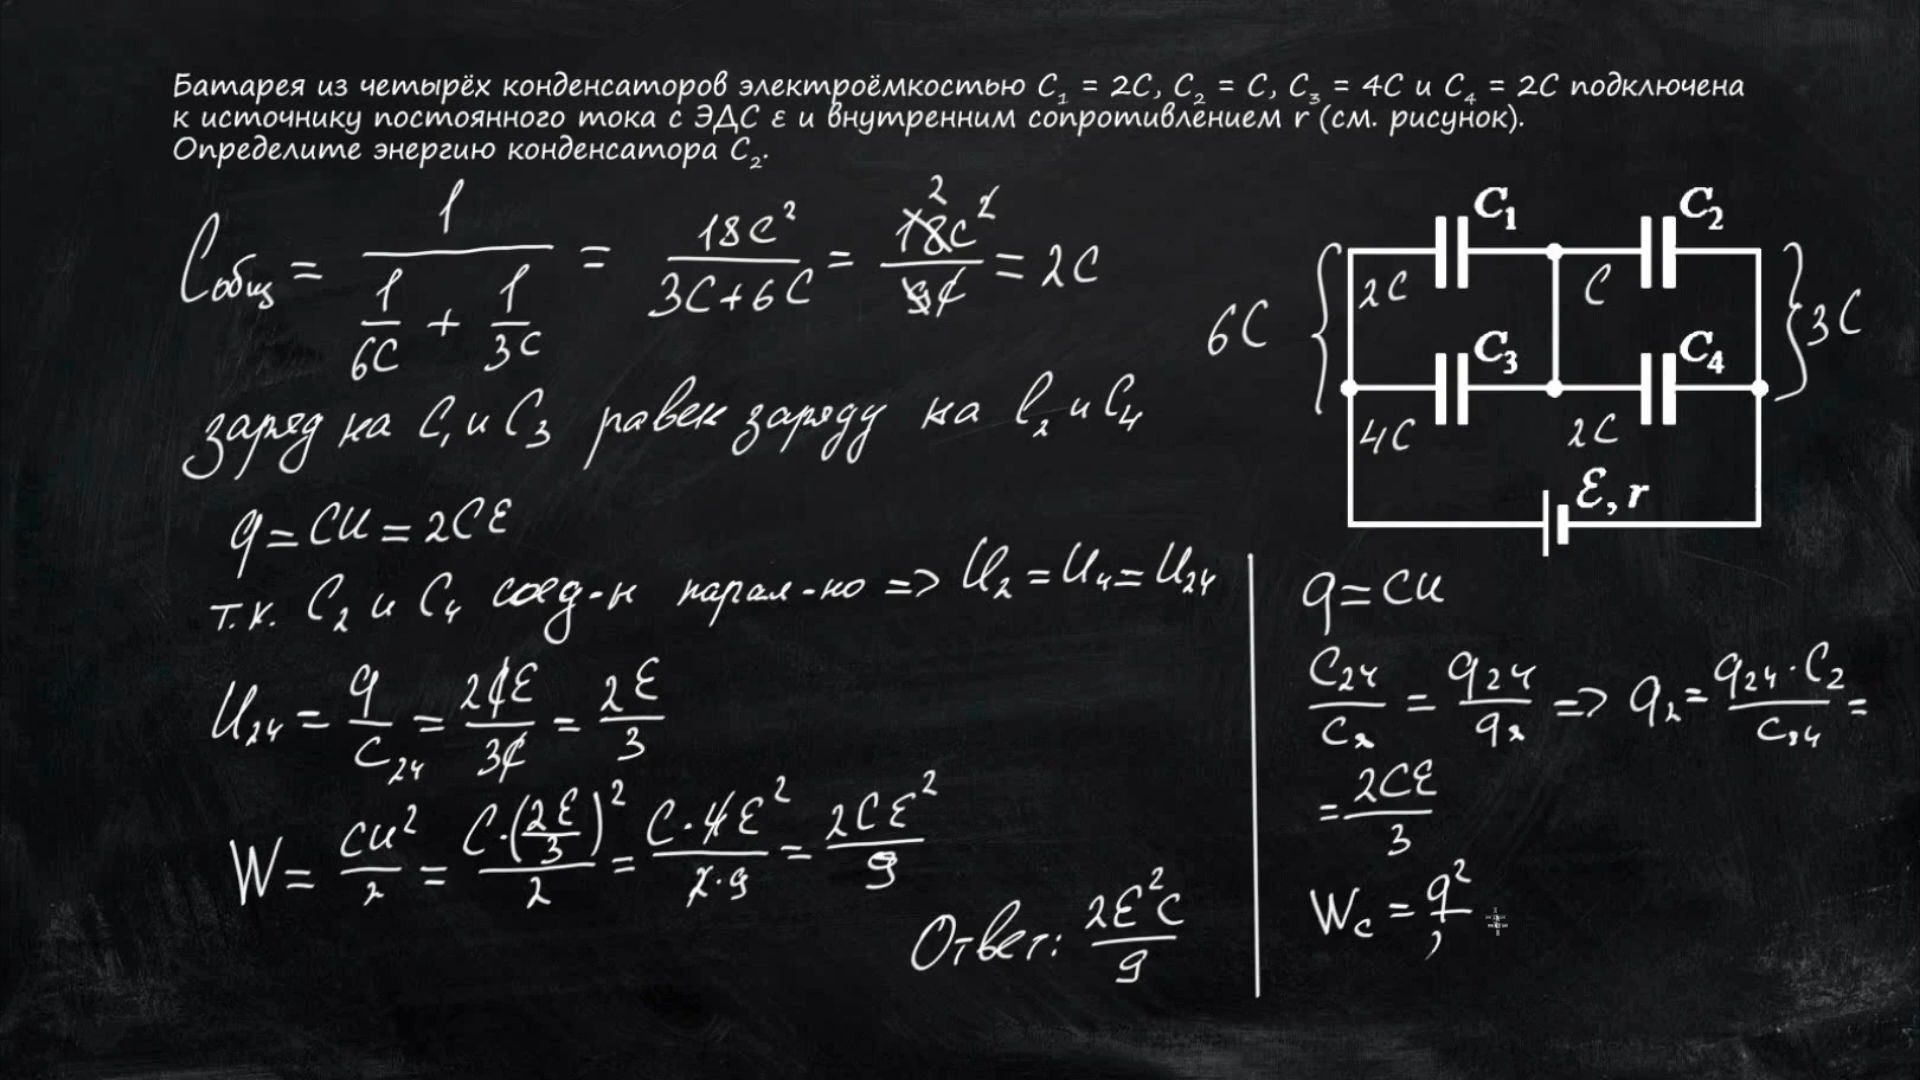 Батарея из четырёх конденсаторов электроёмкостью C₁ = 2C, C₂ = C, C₃ = 4C и C₄ = 2C подключена
к источнику постоянного тока с ЭДС ε и внутренним сопротивлением r (см. рисунок).
Определите энергию конденсатора C₂.
Cобщ = 1/(1/6C + 1/3C) = 18C²/(3C+6C) = 18C²/9C = 2C
2
заряд на C₁ и C₃ равен заряду на C₂ и C₄
q = CU = 2Cε
т.к. C₂ и C₄ соед-н парал-но => U₂ = U₄ = U₂₄
U₂₄ = q/C₂₄ = 2Cε/3C = 2ε/3
W = CU²/2 = C·(2ε/3)²/2 = C·4ε²/2·9 = 2Cε²/9
Ответ: 2ε²C/9
C₁ C₂
2C C
6C 3C
C₃ C₄
4C 2C
ε, r
q = CU
C₂₄/C₂ = q₂₄/q₂ => q₂ = q₂₄·C₂/C₂₄ =
= 2Cε/3
Wc = q²/